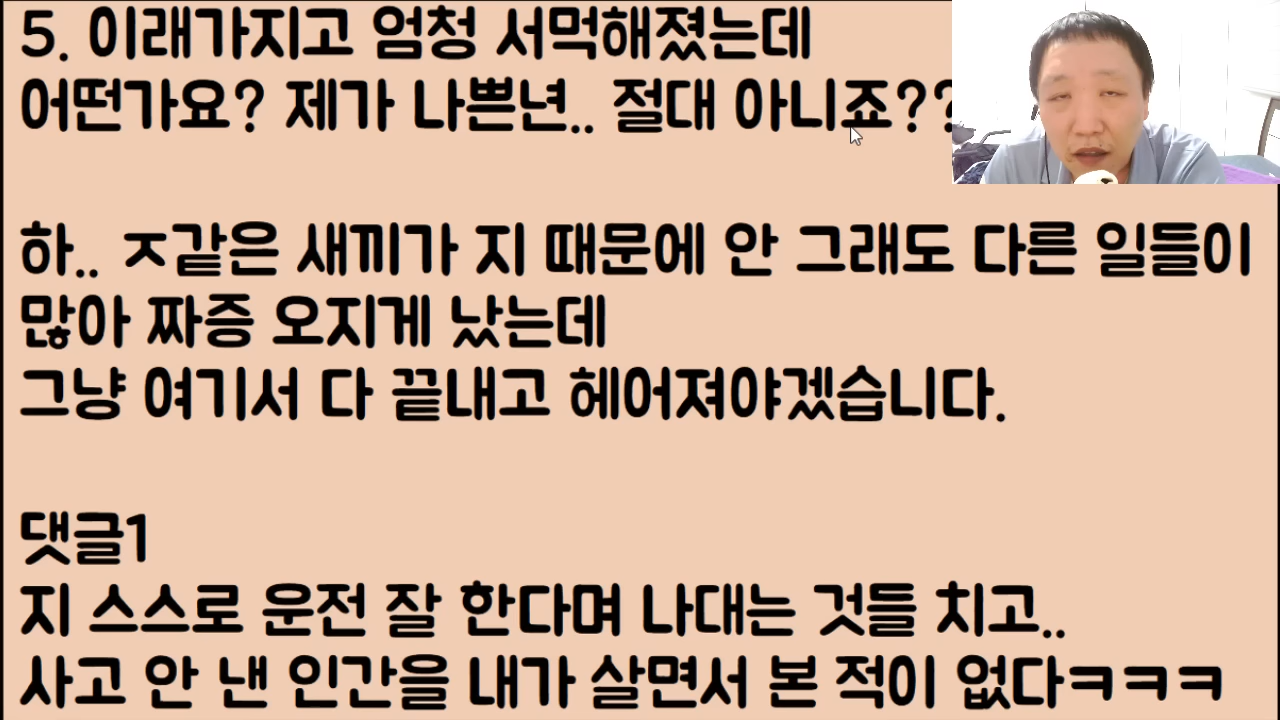 5. 이래가지고 엄청 서먹해졌는데
어떤가요? 제가 나쁜년.. 절대 아니죠??
하.. ㅈ같은 새끼가 지 때문에 안 그래도 다른 일들이
많아 짜증 오지게 났는데
그냥 여기서 다 끝내고 헤어져야겠습니다.
댓글1
지 스스로 운전 잘 한다며 나대는 것들 치고..
사고 안 낸 인간을 내가 살면서 본 적이 없다ㅋㅋㅋ